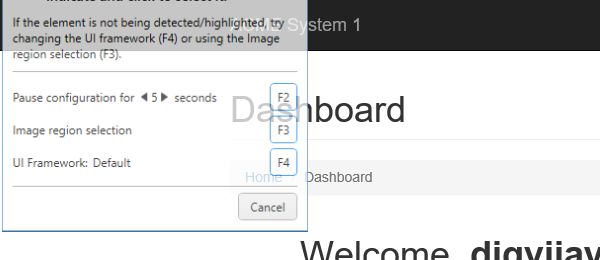 If the element is not being detected/highlighted, try
changing the UI framework (F4) or using the Image
region selection (F3).
Pause configuration for 5 seconds F2
Image region selection F3
UI Framework: Default F4
Cancel
System 1
Dashboard
Home Dashboard
Welcome,